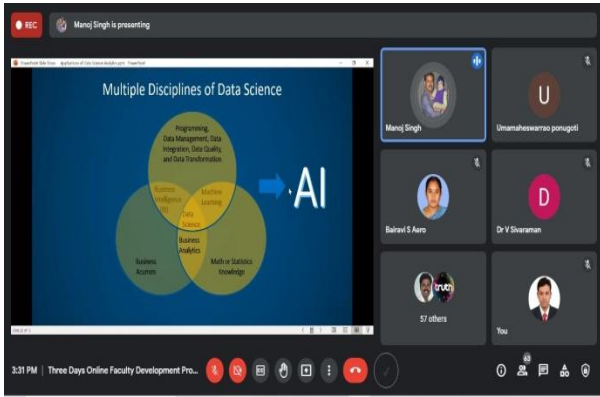 REC
Manoj Singh is presenting
Multiple Disciplines of Data Science
Programming,
Data Management, Data
Integration, Data Quality,
and Data Transformation
Business
Intelligence
Machine
Learning
Data
Science
Business
Analytics
Business
Acumen
Math or Statistics
Knowledge
AI
Manoj Singh
U
Umamaheswarrao ponugoti
Bairavi S Aero
D
Dr V Sivaraman
truth
57 others
You
3:31 PM | Three Days Online Faculty Development Pro...
63